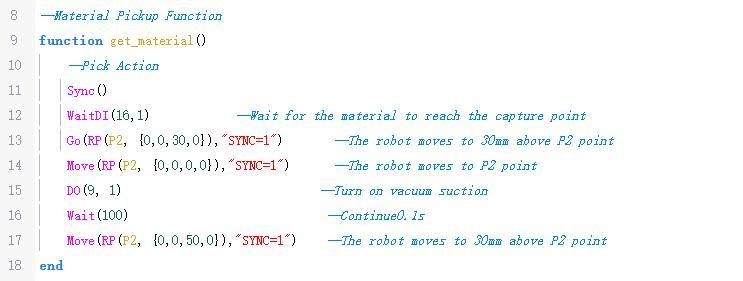 8 --Material Pickup Function
9 function get_material()
10 --Pick Action
11 Sync()
12 WaitDI(16,1) --Wait for the material to reach the capture point
13 Go(RP(P2, {0,0,30,0}),"SYNC=1") --The robot moves to 30mm above P2 point
14 Move(RP(P2, {0,0,0,0}),"SYNC=1") --The robot moves to P2 point
15 DO(9, 1) --Turn on vacuum suction
16 Wait(100) --Continue0.1s
17 Move(RP(P2, {0,0,50,0}),"SYNC=1") --The robot moves to 30mm above P2 point
18 end